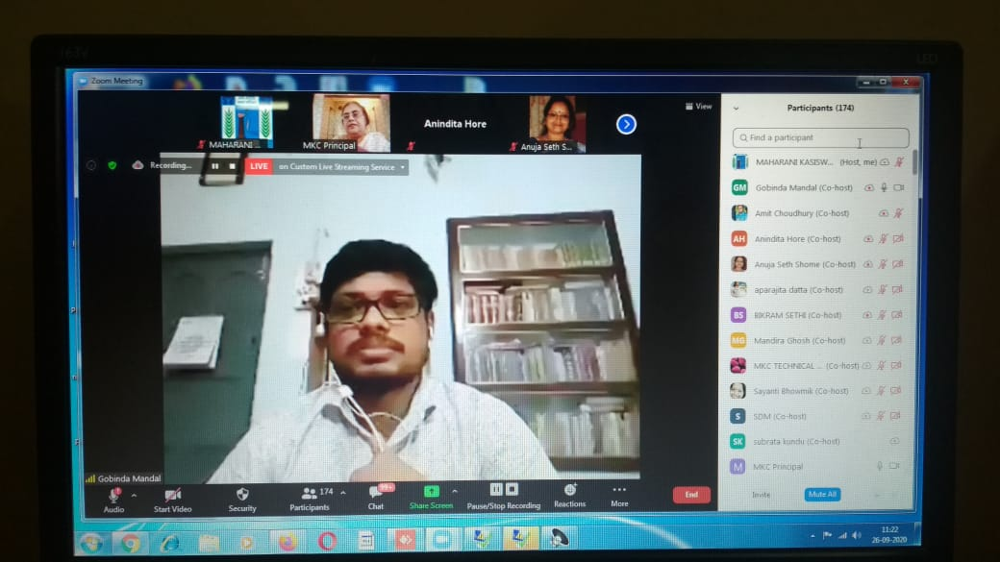 163V
LED
Zoom Meeting
MAHARANI...
MKC Principal
Anindita Hore
Anuja Seth S...
View
Recording...
LIVE
on Custom Live Streaming Service
Gobinda Mandal
Participants (174)
Find a participant
MAHARANI KASISW... (Host, me)
GM
Gobinda Mandal (Co-host)
Amit Choudhury (Co-host)
AH
Anindita Hore (Co-host)
Anuja Seth Shome (Co-host)
aparajita datta (Co-host)
BS
BIKRAM SETHI (Co-host)
MG
Mandira Ghosh (Co-host)
MKC TECHNICAL ... (Co-host)
Sayanti Bhowmik (Co-host)
S
SDM (Co-host)
SK
subrata kundu (Co-host)
M
MKC Principal
Invite
Mute All
Audio
Start Video
Security
174
Participants
99+
Chat
Share Screen
Pause/Stop Recording
Reactions
More
End
11:22
26-09-2020